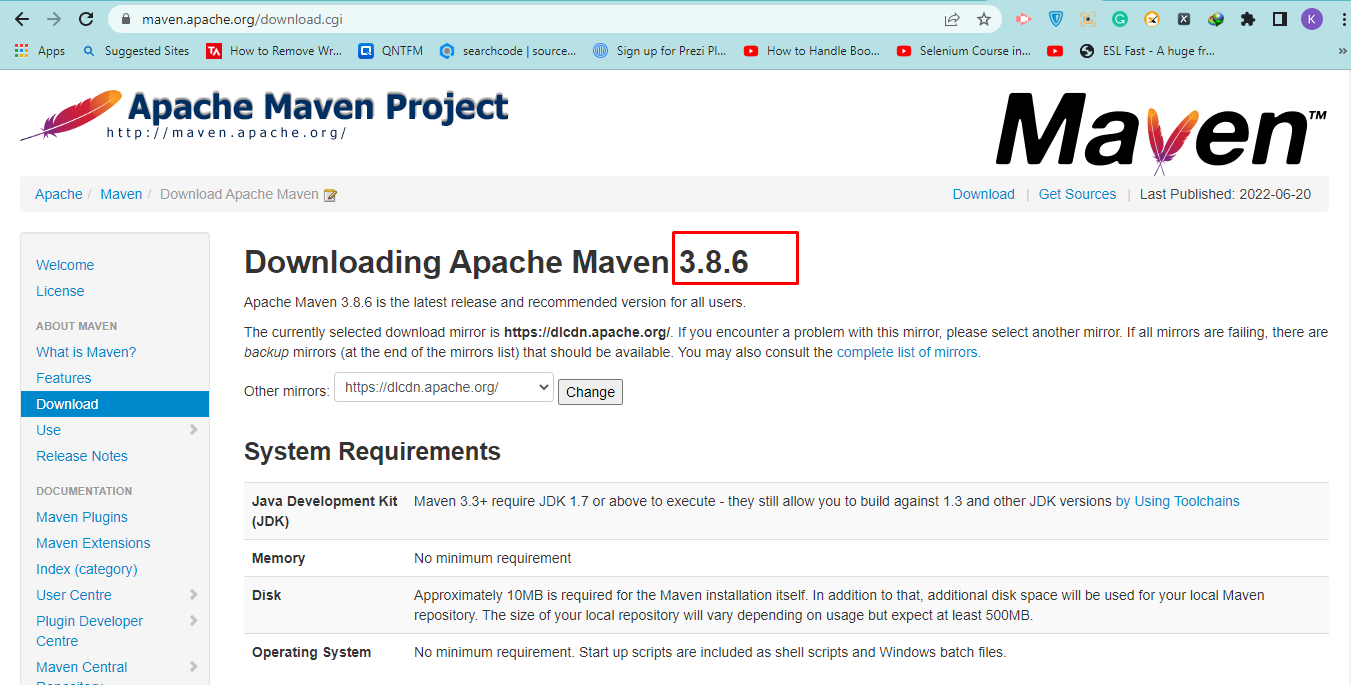 maven.apache.org/download.cgi
K
Apps
Suggested Sites
TA
How to Remove Wr...
QNTFM
searchcode | source...
Sign up for Prezi Pl...
How to Handle Boo...
Selenium Course in...
ESL Fast - A huge fr...
»
Apache Maven Project
http://maven.apache.org/
Maven™
Apache / Maven / Download Apache Maven
Download | Get Sources | Last Published: 2022-06-20
Welcome
License
ABOUT MAVEN
What is Maven?
Features
Download
Use
Release Notes
DOCUMENTATION
Maven Plugins
Maven Extensions
Index (category)
User Centre
Plugin Developer
Centre
Maven Central
Repository
Downloading Apache Maven 3.8.6
Apache Maven 3.8.6 is the latest release and recommended version for all users.
The currently selected download mirror is https://dlcdn.apache.org/. If you encounter a problem with this mirror, please select another mirror. If all mirrors are failing, there are
backup mirrors (at the end of the mirrors list) that should be available. You may also consult the complete list of mirrors.
Other mirrors: https://dlcdn.apache.org/ Change
System Requirements
Java Development Kit
(JDK)
Maven 3.3+ require JDK 1.7 or above to execute - they still allow you to build against 1.3 and other JDK versions by Using Toolchains
Memory
No minimum requirement
Disk
Approximately 10MB is required for the Maven installation itself. In addition to that, additional disk space will be used for your local Maven
repository. The size of your local repository will vary depending on usage but expect at least 500MB.
Operating System
No minimum requirement. Start up scripts are included as shell scripts and Windows batch files.